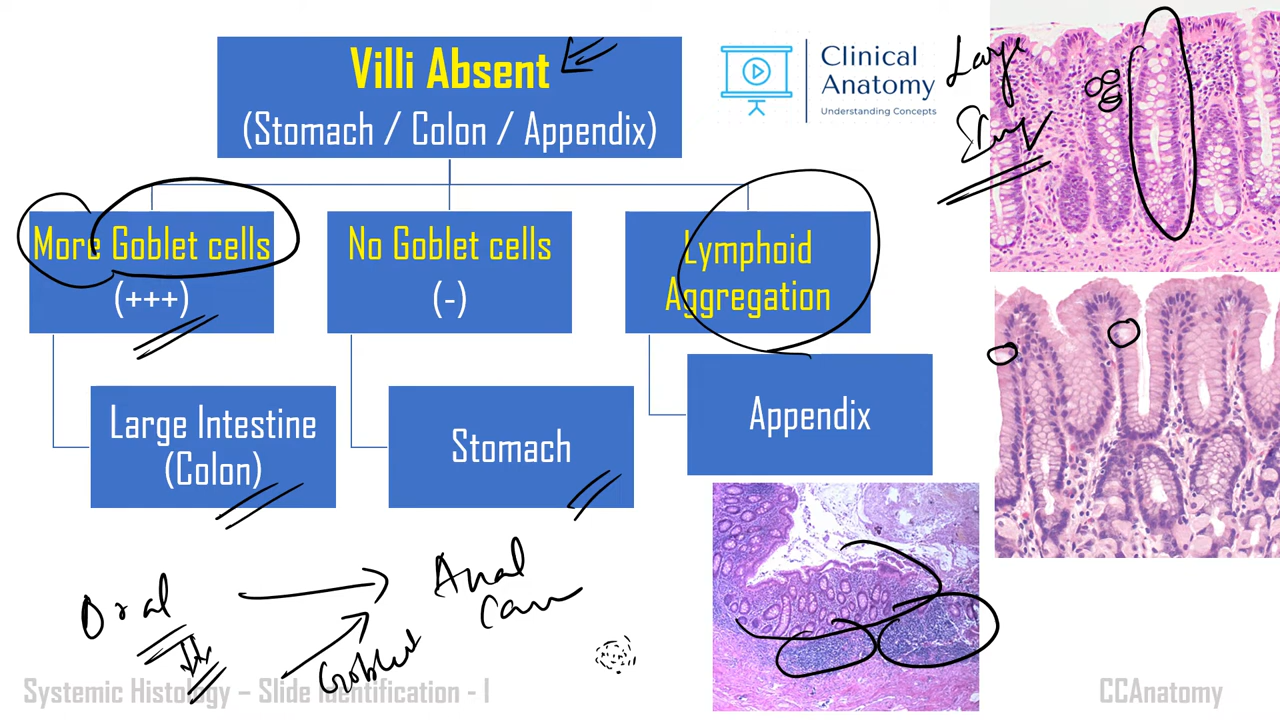 Villi Absent
(Stomach / Colon / Appendix)
Clinical
Anatomy
Understanding Concepts
Large
More Goblet cells
(+++)
No Goblet cells
(-)
Lymphoid
Aggregation
Large Intestine
(Colon)
Stomach
Appendix
Oral
Anal
Goblet
Systemic Histology – Slide Identification - I
CCAnatomy